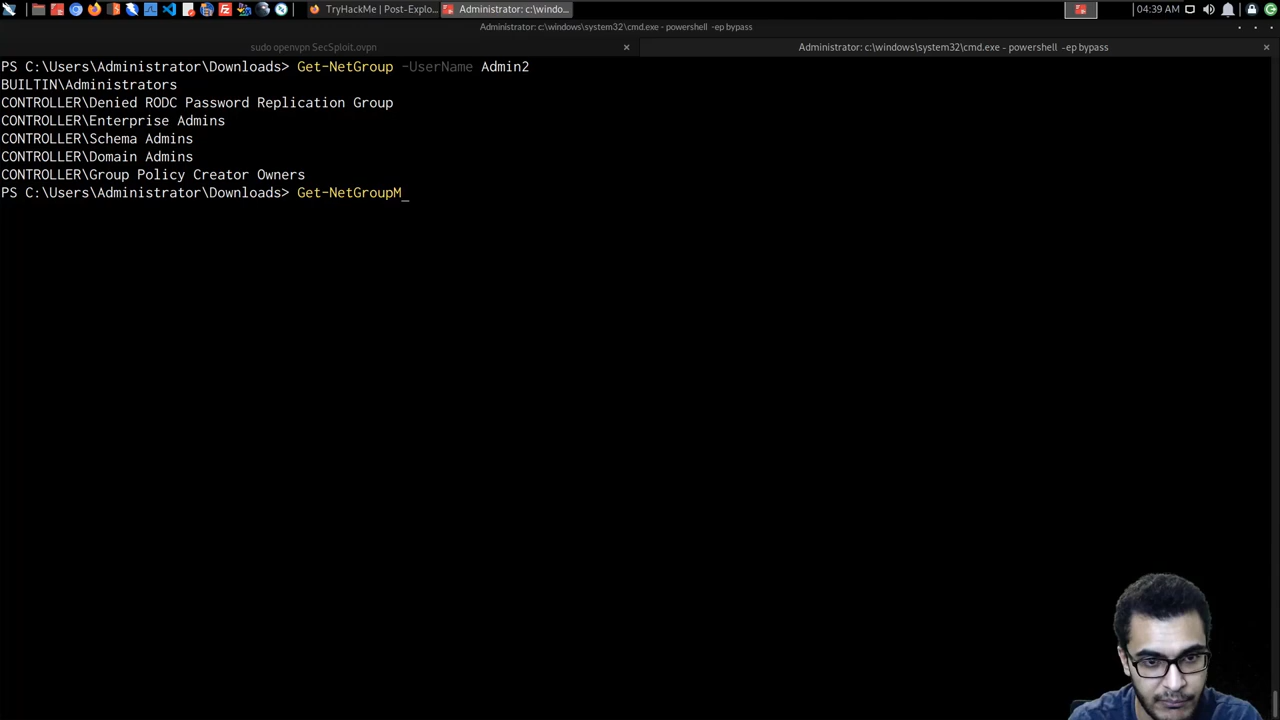 TryHackMe | Post-Explo...
Administrator: c:\windo...
04:39 AM
Administrator: c:\windows\system32\cmd.exe - powershell -ep bypass
sudo openvpn SecSploit.ovpn
Administrator: c:\windows\system32\cmd.exe - powershell -ep bypass
PS C:\Users\Administrator\Downloads> Get-NetGroup -UserName Admin2
BUILTIN\Administrators
CONTROLLER\Denied RODC Password Replication Group
CONTROLLER\Enterprise Admins
CONTROLLER\Schema Admins
CONTROLLER\Domain Admins
CONTROLLER\Group Policy Creator Owners
PS C:\Users\Administrator\Downloads> Get-NetGroupM_